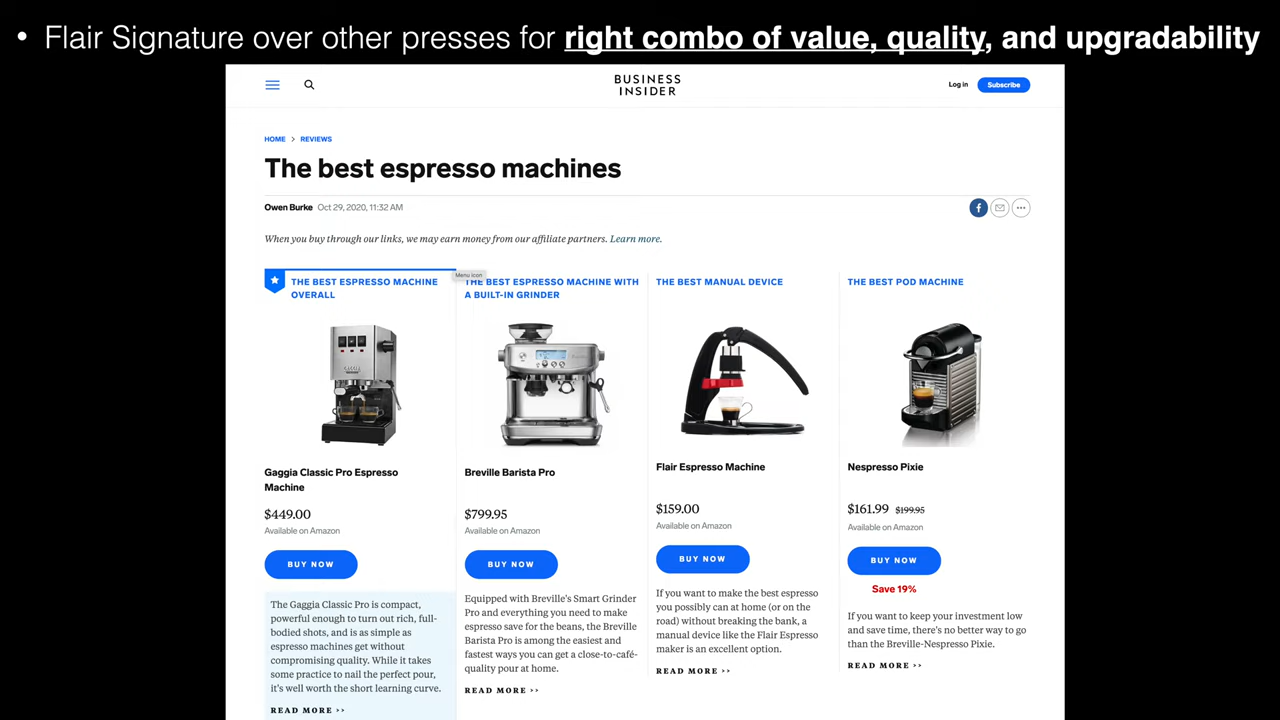 • Flair Signature over other presses for right combo of value, quality, and upgradability
BUSINESS
INSIDER
Log in
Subscribe
HOME > REVIEWS
The best espresso machines
Owen Burke Oct 29, 2020, 11:32 AM
When you buy through our links, we may earn money from our affiliate partners. Learn more.
Menu icon
THE BEST ESPRESSO MACHINE
OVERALL
Gaggia Classic Pro Espresso
Machine
$449.00
Available on Amazon
BUY NOW
The Gaggia Classic Pro is compact,
powerful enough to turn out rich, full-
bodied shots, and is as simple as
espresso machines get without
compromising quality. While it takes
some practice to nail the perfect pour,
it's well worth the short learning curve.
READ MORE >>
THE BEST ESPRESSO MACHINE WITH
A BUILT-IN GRINDER
Breville Barista Pro
$799.95
Available on Amazon
BUY NOW
Equipped with Breville's Smart Grinder
Pro and everything you need to make
espresso save for the beans, the Breville
Barista Pro is among the easiest and
fastest ways you can get a close-to-café-
quality pour at home.
READ MORE >>
THE BEST MANUAL DEVICE
Flair Espresso Machine
$159.00
Available on Amazon
BUY NOW
If you want to make the best espresso
you possibly can at home (or on the
road) without breaking the bank, a
manual device like the Flair Espresso
maker is an excellent option.
READ MORE >>
THE BEST POD MACHINE
Nespresso Pixie
$161.99 $199.95
Available on Amazon
BUY NOW
Save 19%
If you want to keep your investment low
and save time, there's no better way to go
than the Breville-Nespresso Pixie.
READ MORE >>